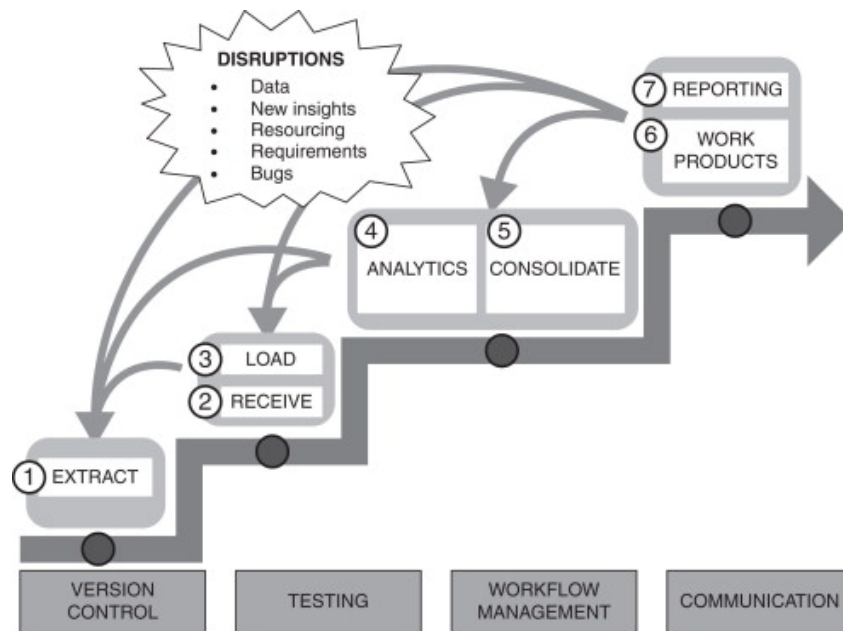 DISRUPTIONS
• Data
• New insights
• Resourcing
• Requirements
• Bugs
7 REPORTING
6 WORK
PRODUCTS
4 ANALYTICS
5 CONSOLIDATE
3 LOAD
2 RECEIVE
1 EXTRACT
VERSION
CONTROL
TESTING
WORKFLOW
MANAGEMENT
COMMUNICATION